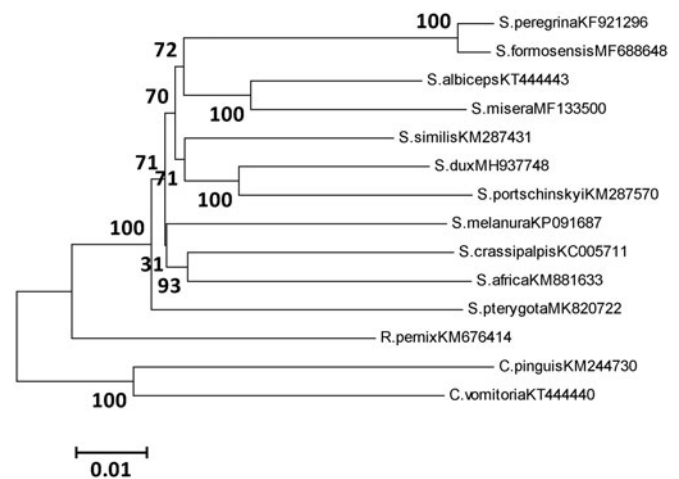 100
S.peregrinaKF921296
72
S.formosensisMF688648
S.albicepsKT444443
70
100
S.miseraMF133500
S.similisKM287431
71
71
S.duxMH937748
100
S.portschinskyiKM287570
100
S.melanuraKP091687
S.crassipalpisKC005711
31
93
S.africaKM881633
S.pterygotaMK820722
R.pernixKM676414
C.pinguisKM244730
100
C.vomitoriaKT444440
0.01